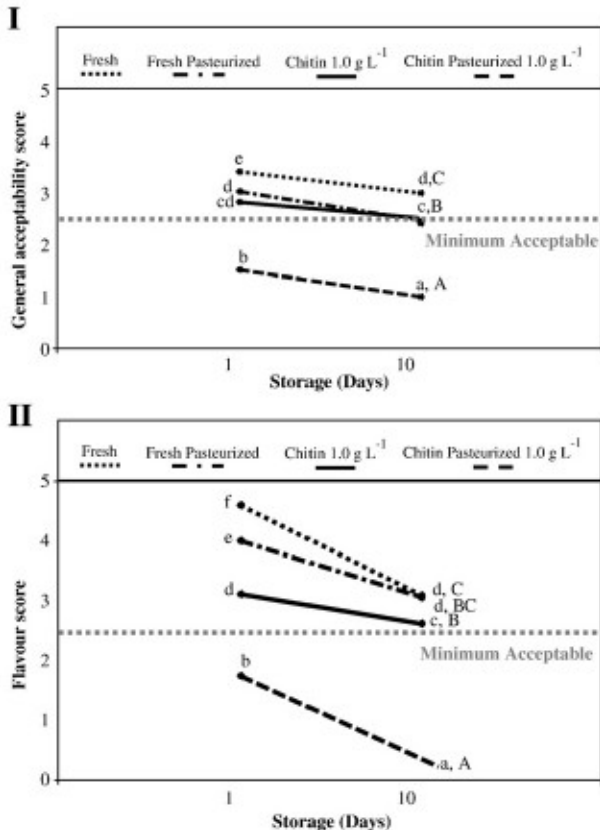 I
Fresh Fresh Pasteurized Chitin 1.0 g L-1 Chitin Pasteurized 1.0 g L-1
5
4
3
2
1
0
General acceptability score
e
d
cd
b
d,C
c,B
Minimum Acceptable
a, A
1 10
Storage (Days)
II
Fresh Fresh Pasteurized Chitin 1.0 g L-1 Chitin Pasteurized 1.0 g L-1
5
4
3
2
1
0
Flavour score
f
e
d
b
d, C
d, BC
c, B
Minimum Acceptable
a, A
1 10
Storage (Days)